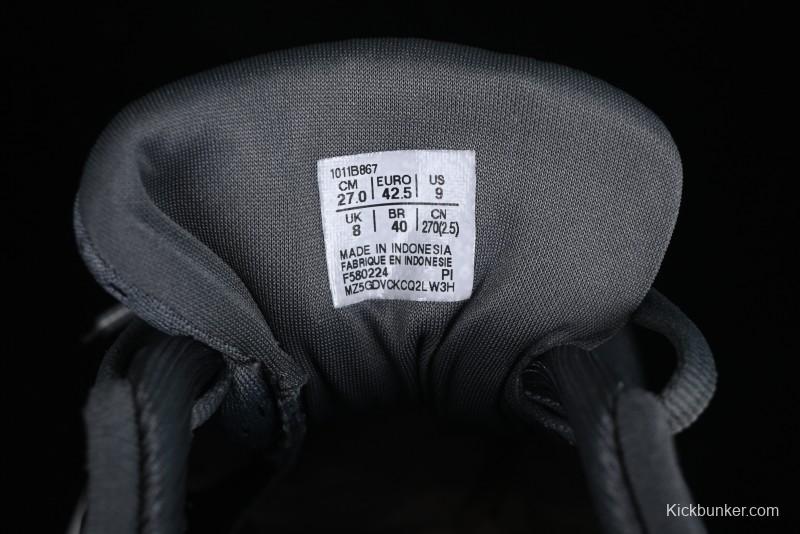 1011B867
CM EURO US
27.0 42.5 9
UK BR CN
8 40 270(2.5)
MADE IN INDONESIA
FABRIQUE EN INDONESIE
F580224 PI
MZ5GDVCKCQ2LW3H
Kickbunker.com